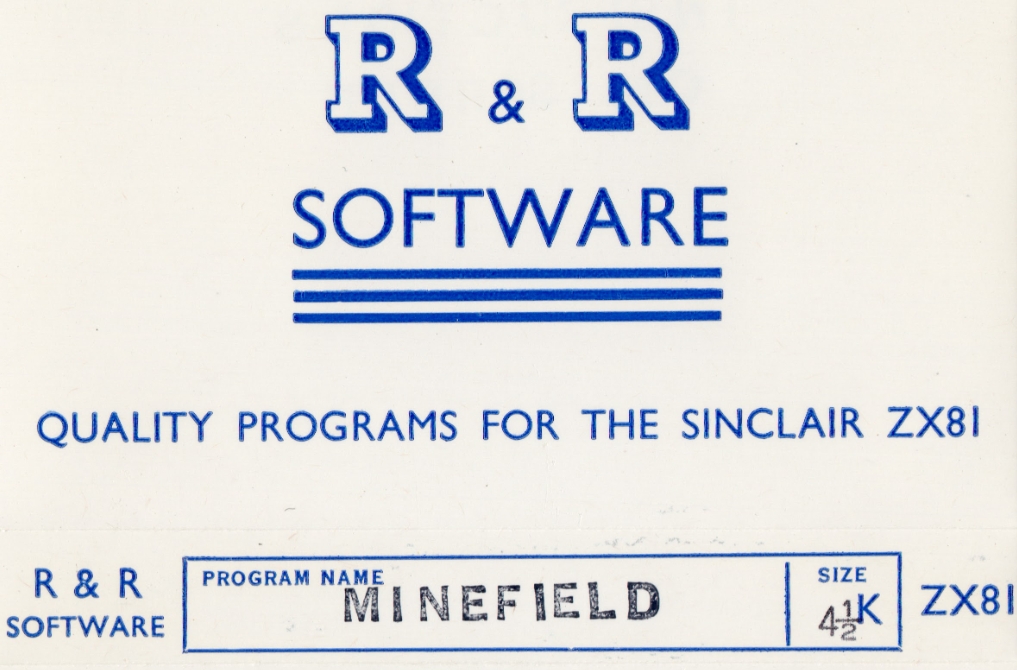 R & R
SOFTWARE
QUALITY PROGRAMS FOR THE SINCLAIR ZX81
R & R
SOFTWARE
PROGRAM NAME
MINEFIELD
SIZE
4½K
ZX81